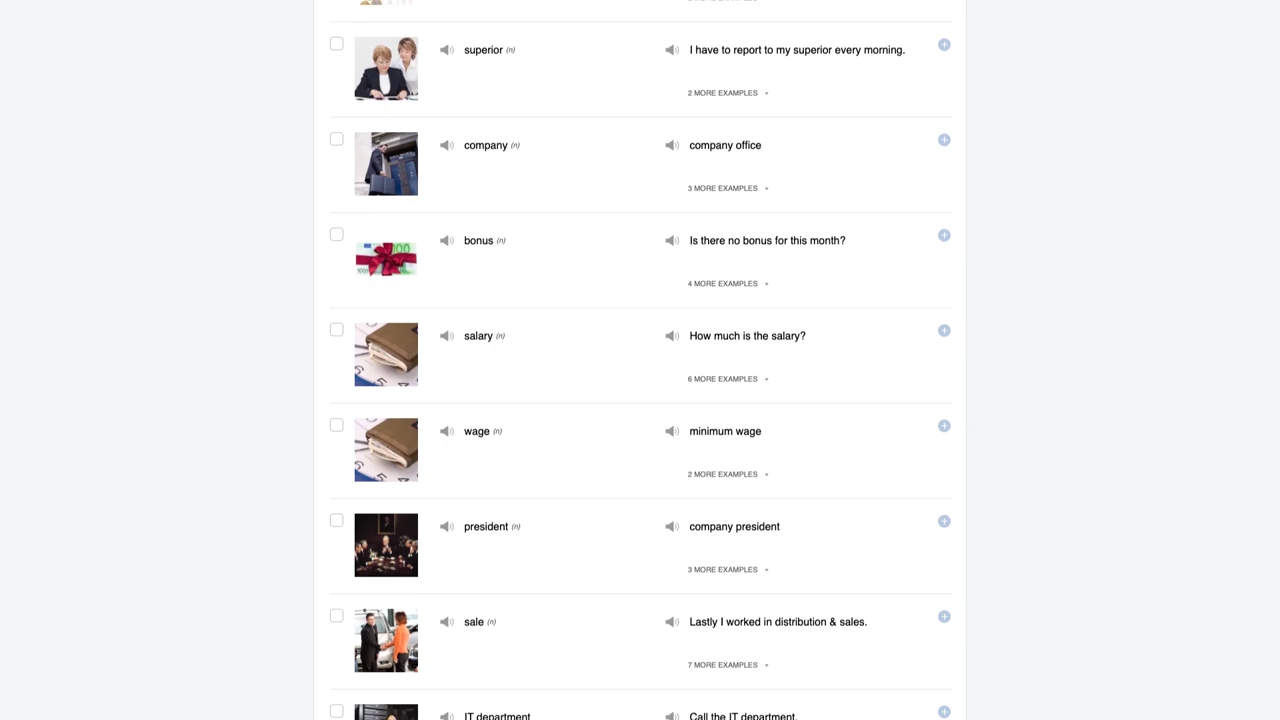 superior (n)
I have to report to my superior every morning.
2 MORE EXAMPLES
company (n)
company office
3 MORE EXAMPLES
bonus (n)
Is there no bonus for this month?
4 MORE EXAMPLES
salary (n)
How much is the salary?
6 MORE EXAMPLES
wage (n)
minimum wage
2 MORE EXAMPLES
president (n)
company president
3 MORE EXAMPLES
sale (n)
Lastly I worked in distribution & sales.
7 MORE EXAMPLES
IT department
Call the IT department.